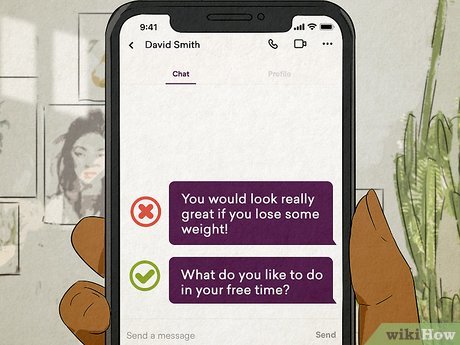 9:41
David Smith
Chat Profile
You would look really
great if you lose some
weight!
What do you like to do
in your free time?
Send a message Send
wikiHow